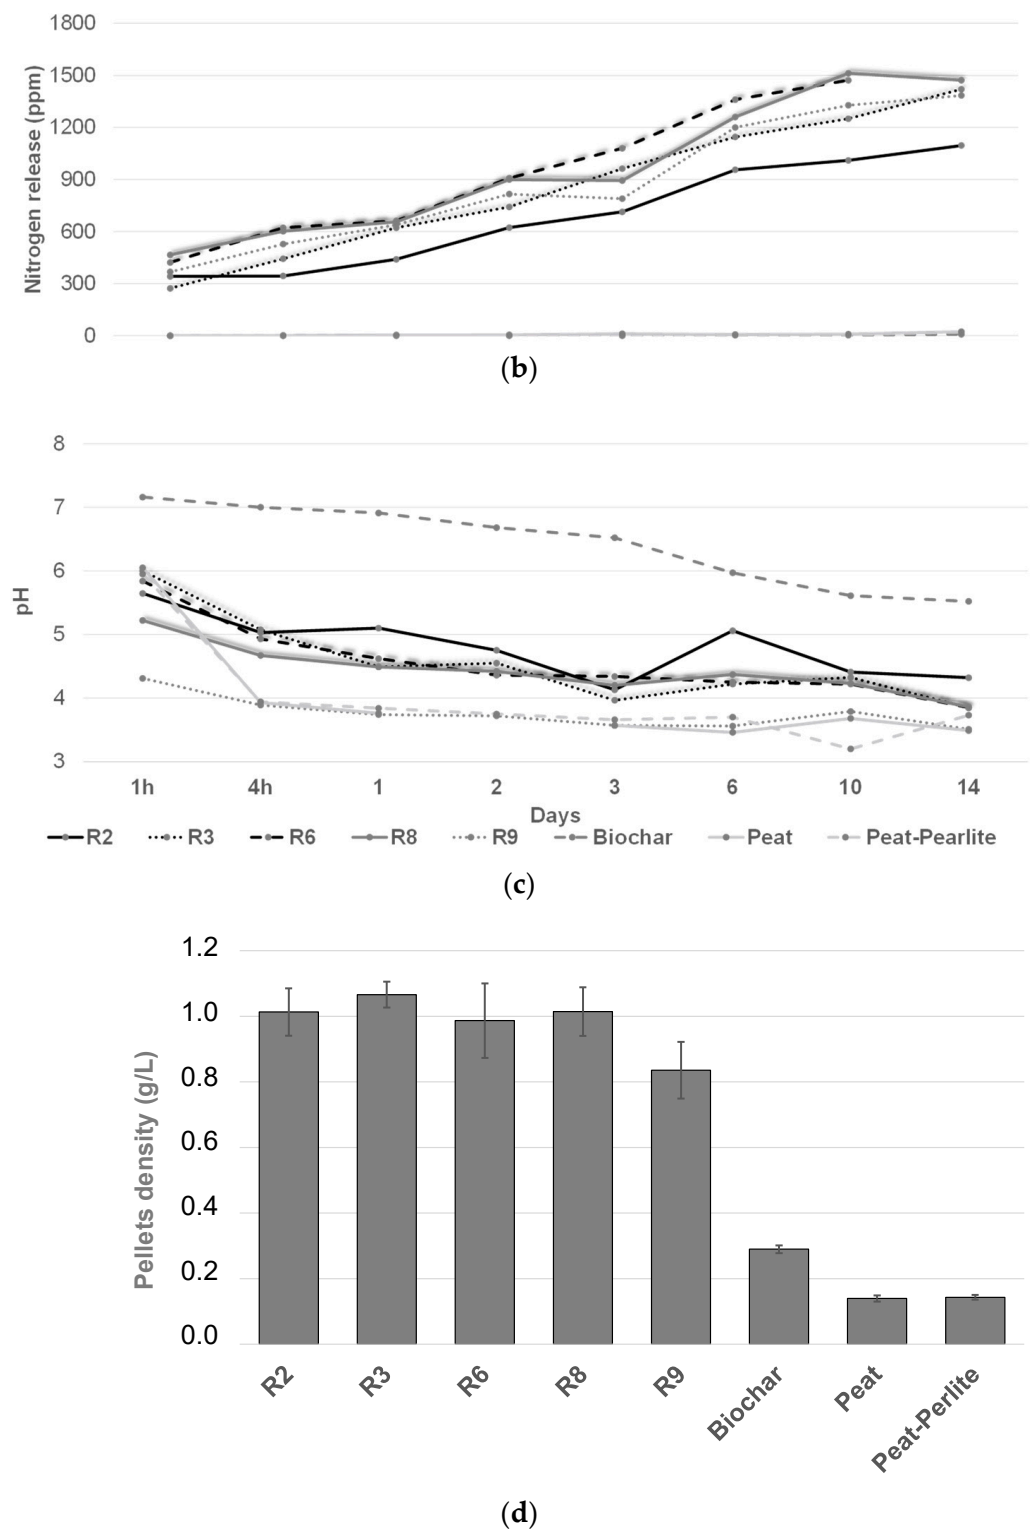 1800
1500
1200
900
600
300
0
Nitrogen release (ppm)
(b)
8
7
6
5
4
3
pH
1h 4h 1 2 3 6 10 14
Days
R2 R3 R6 R8 R9 Biochar Peat Peat-Pearlite
(c)
1.2
1.0
0.8
0.6
0.4
0.2
0.0
Pellets density (g/L)
R2 R3 R6 R8 R9 Biochar Peat Peat-Perlite
(d)